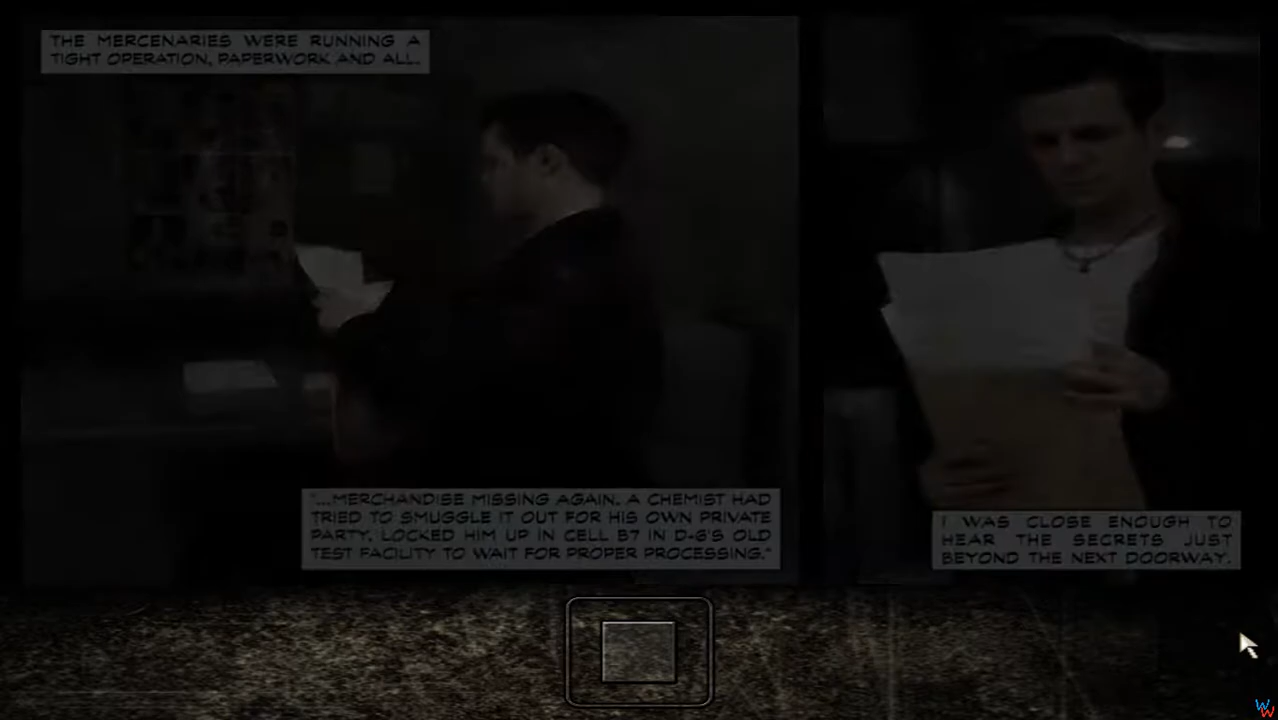 THE MERCENARIES WERE RUNNING A
TIGHT OPERATION, PAPERWORK AND ALL.
"...MERCHANDISE MISSING AGAIN. A CHEMIST HAD
TRIED TO SMUGGLE IT OUT FOR HIS OWN PRIVATE
PARTY. LOCKED HIM UP IN CELL B7 IN D+G'S OLD
TEST FACILITY TO WAIT FOR PROPER PROCESSING."
I WAS CLOSE ENOUGH TO
HEAR THE SECRETS JUST
BEYOND THE NEXT DOORWAY.